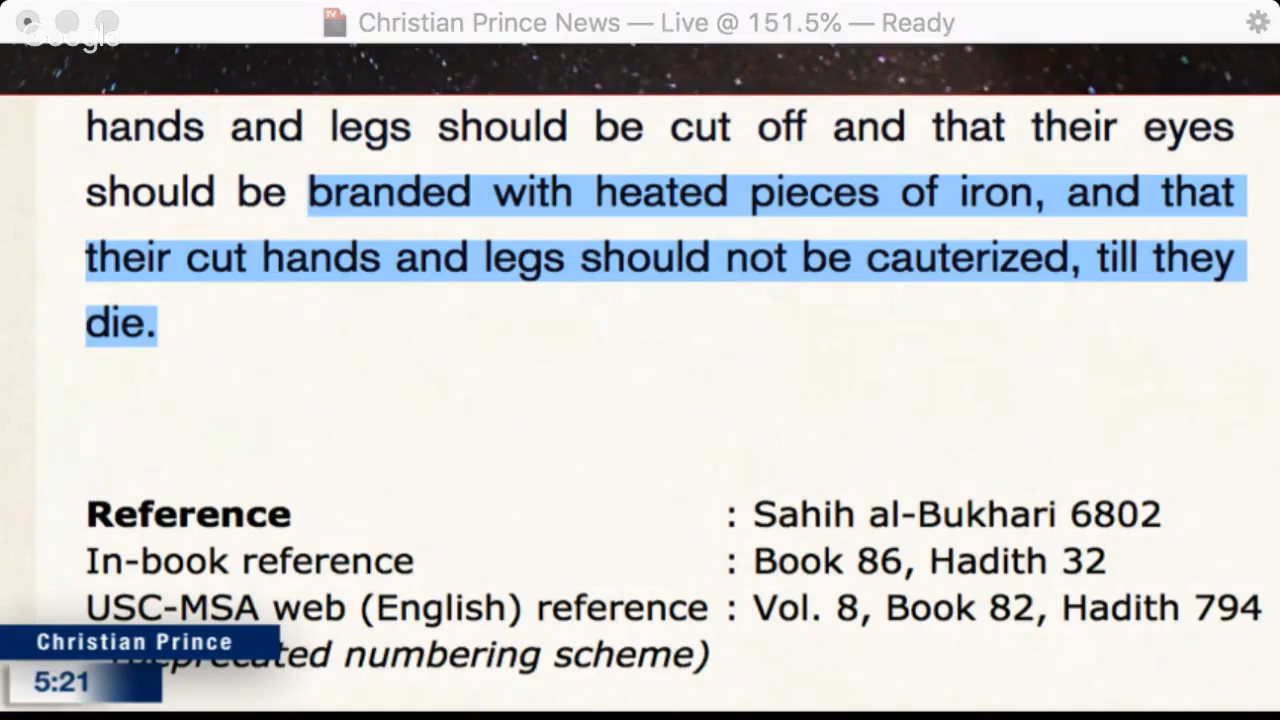 Christian Prince News — Live @ 151.5% — Ready
Google
hands and legs should be cut off and that their eyes
should be branded with heated pieces of iron, and that
their cut hands and legs should not be cauterized, till they
die.
Reference : Sahih al-Bukhari 6802
In-book reference : Book 86, Hadith 32
USC-MSA web (English) reference : Vol. 8, Book 82, Hadith 794
(deprecated numbering scheme)
Christian Prince
5:21